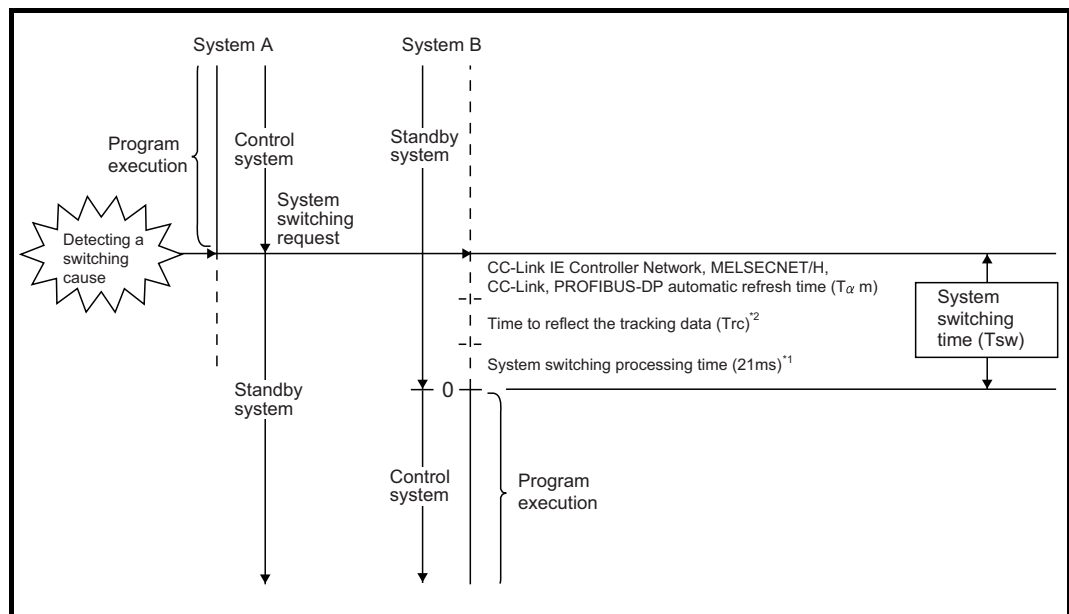 System A
System B
Program
execution
Control
system
Standby
system
System
switching
request
Detecting a
switching
cause
CC-Link IE Controller Network, MELSECNET/H,
CC-Link, PROFIBUS-DP automatic refresh time (Tα m)
Time to reflect the tracking data (Trc)*2
System switching processing time (21ms)*1
System
switching
time (Tsw)
0
Standby
system
Control
system
Program
execution